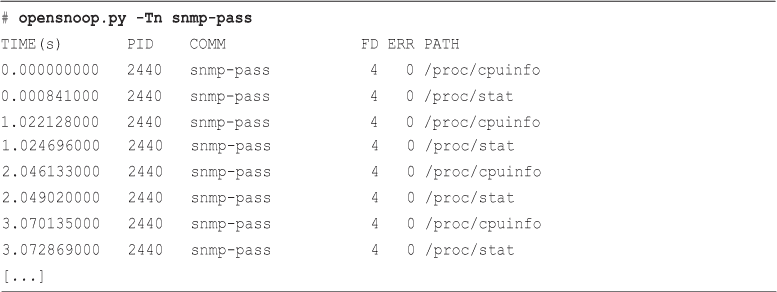 # opensnoop.py -Tn snmp-pass
TIME(s) PID COMM FD ERR PATH
0.000000000 2440 snmp-pass 4 0 /proc/cpuinfo
0.000841000 2440 snmp-pass 4 0 /proc/stat
1.022128000 2440 snmp-pass 4 0 /proc/cpuinfo
1.024696000 2440 snmp-pass 4 0 /proc/stat
2.046133000 2440 snmp-pass 4 0 /proc/cpuinfo
2.049020000 2440 snmp-pass 4 0 /proc/stat
3.070135000 2440 snmp-pass 4 0 /proc/cpuinfo
3.072869000 2440 snmp-pass 4 0 /proc/stat
[...]